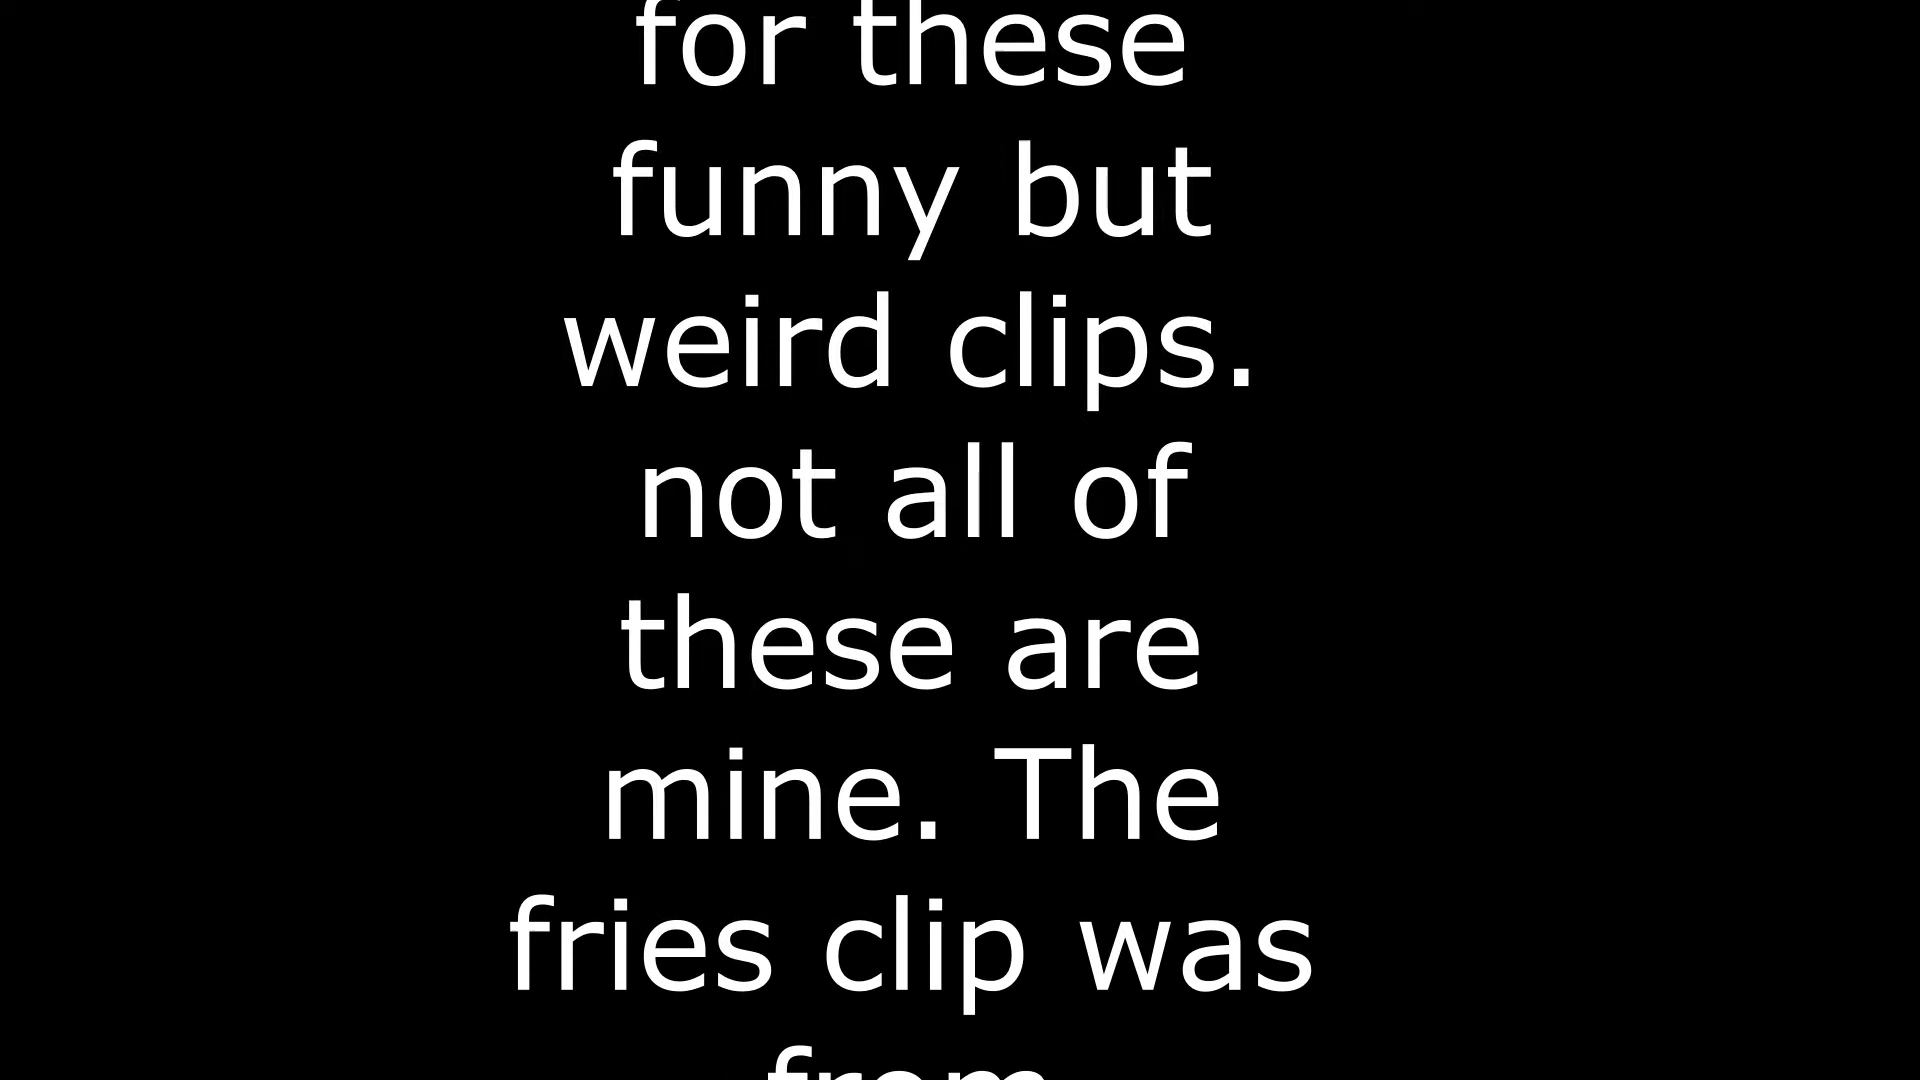 for these
funny but
weird clips.
not all of
these are
mine. The
fries clip was
from